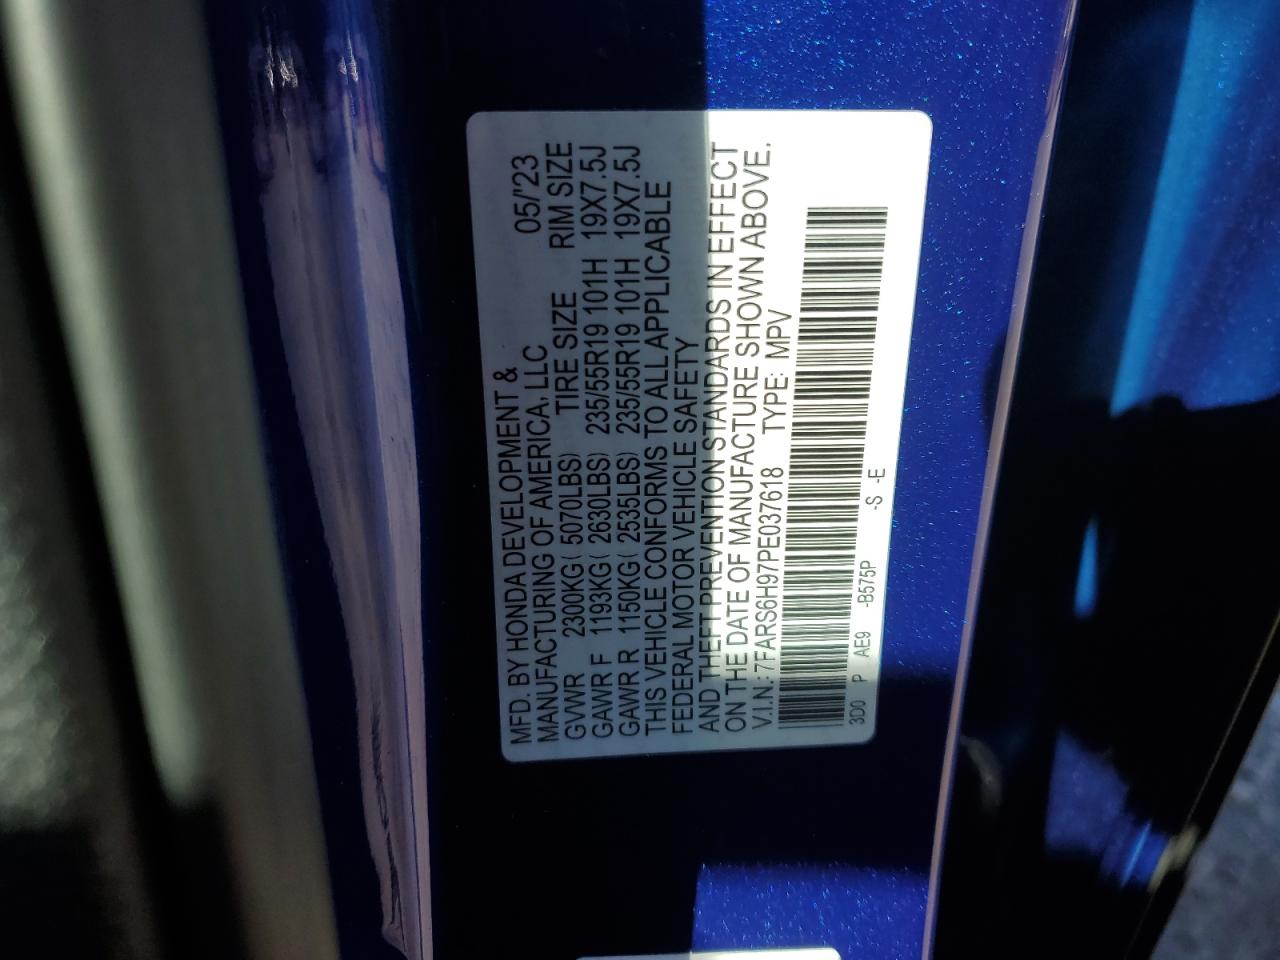 MFD. BY HONDA DEVELOPMENT &
MANUFACTURING OF AMERICA, LLC 05/'23
GVWR 2300KG( 5070LBS) TIRE SIZE RIM SIZE
GAWR F 1193KG( 2630LBS) 235/55R19 101H 19X7.5J
GAWR R 1150KG( 2535LBS) 235/55R19 101H 19X7.5J
THIS VEHICLE CONFORMS TO ALL APPLICABLE
FEDERAL MOTOR VEHICLE SAFETY
AND THEFT PREVENTION STANDARDS IN EFFECT
ON THE DATE OF MANUFACTURE SHOWN ABOVE.
V.I.N.: 7FARS6H97PE037618 TYPE: MPV
3D0 P AE9 -B575P -S -E